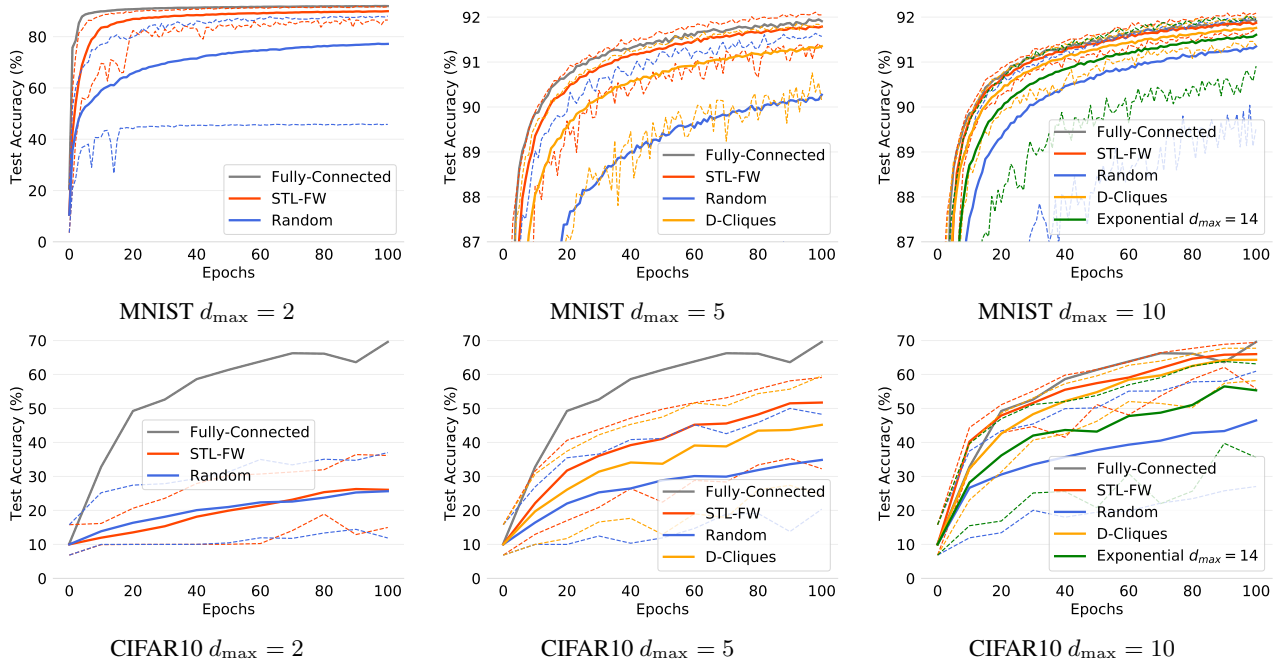 Test Accuracy (%)
80
60
40
20
0
Fully-Connected
STL-FW
Random
0 20 40 60 80 100
Epochs
MNIST d_max = 2
Test Accuracy (%)
92
91
90
89
88
87
Fully-Connected
STL-FW
Random
D-Cliques
0 20 40 60 80 100
Epochs
MNIST d_max = 5
Test Accuracy (%)
92
91
90
89
88
87
Fully-Connected
STL-FW
Random
D-Cliques
Exponential d_max = 14
0 20 40 60 80 100
Epochs
MNIST d_max = 10
Test Accuracy (%)
70
60
50
40
30
20
10
0
Fully-Connected
STL-FW
Random
0 20 40 60 80 100
Epochs
CIFAR10 d_max = 2
Test Accuracy (%)
70
60
50
40
30
20
10
0
Fully-Connected
STL-FW
Random
D-Cliques
0 20 40 60 80 100
Epochs
CIFAR10 d_max = 5
Test Accuracy (%)
70
60
50
40
30
20
10
0
Fully-Connected
STL-FW
Random
D-Cliques
Exponential d_max = 14
0 20 40 60 80 100
Epochs
CIFAR10 d_max = 10